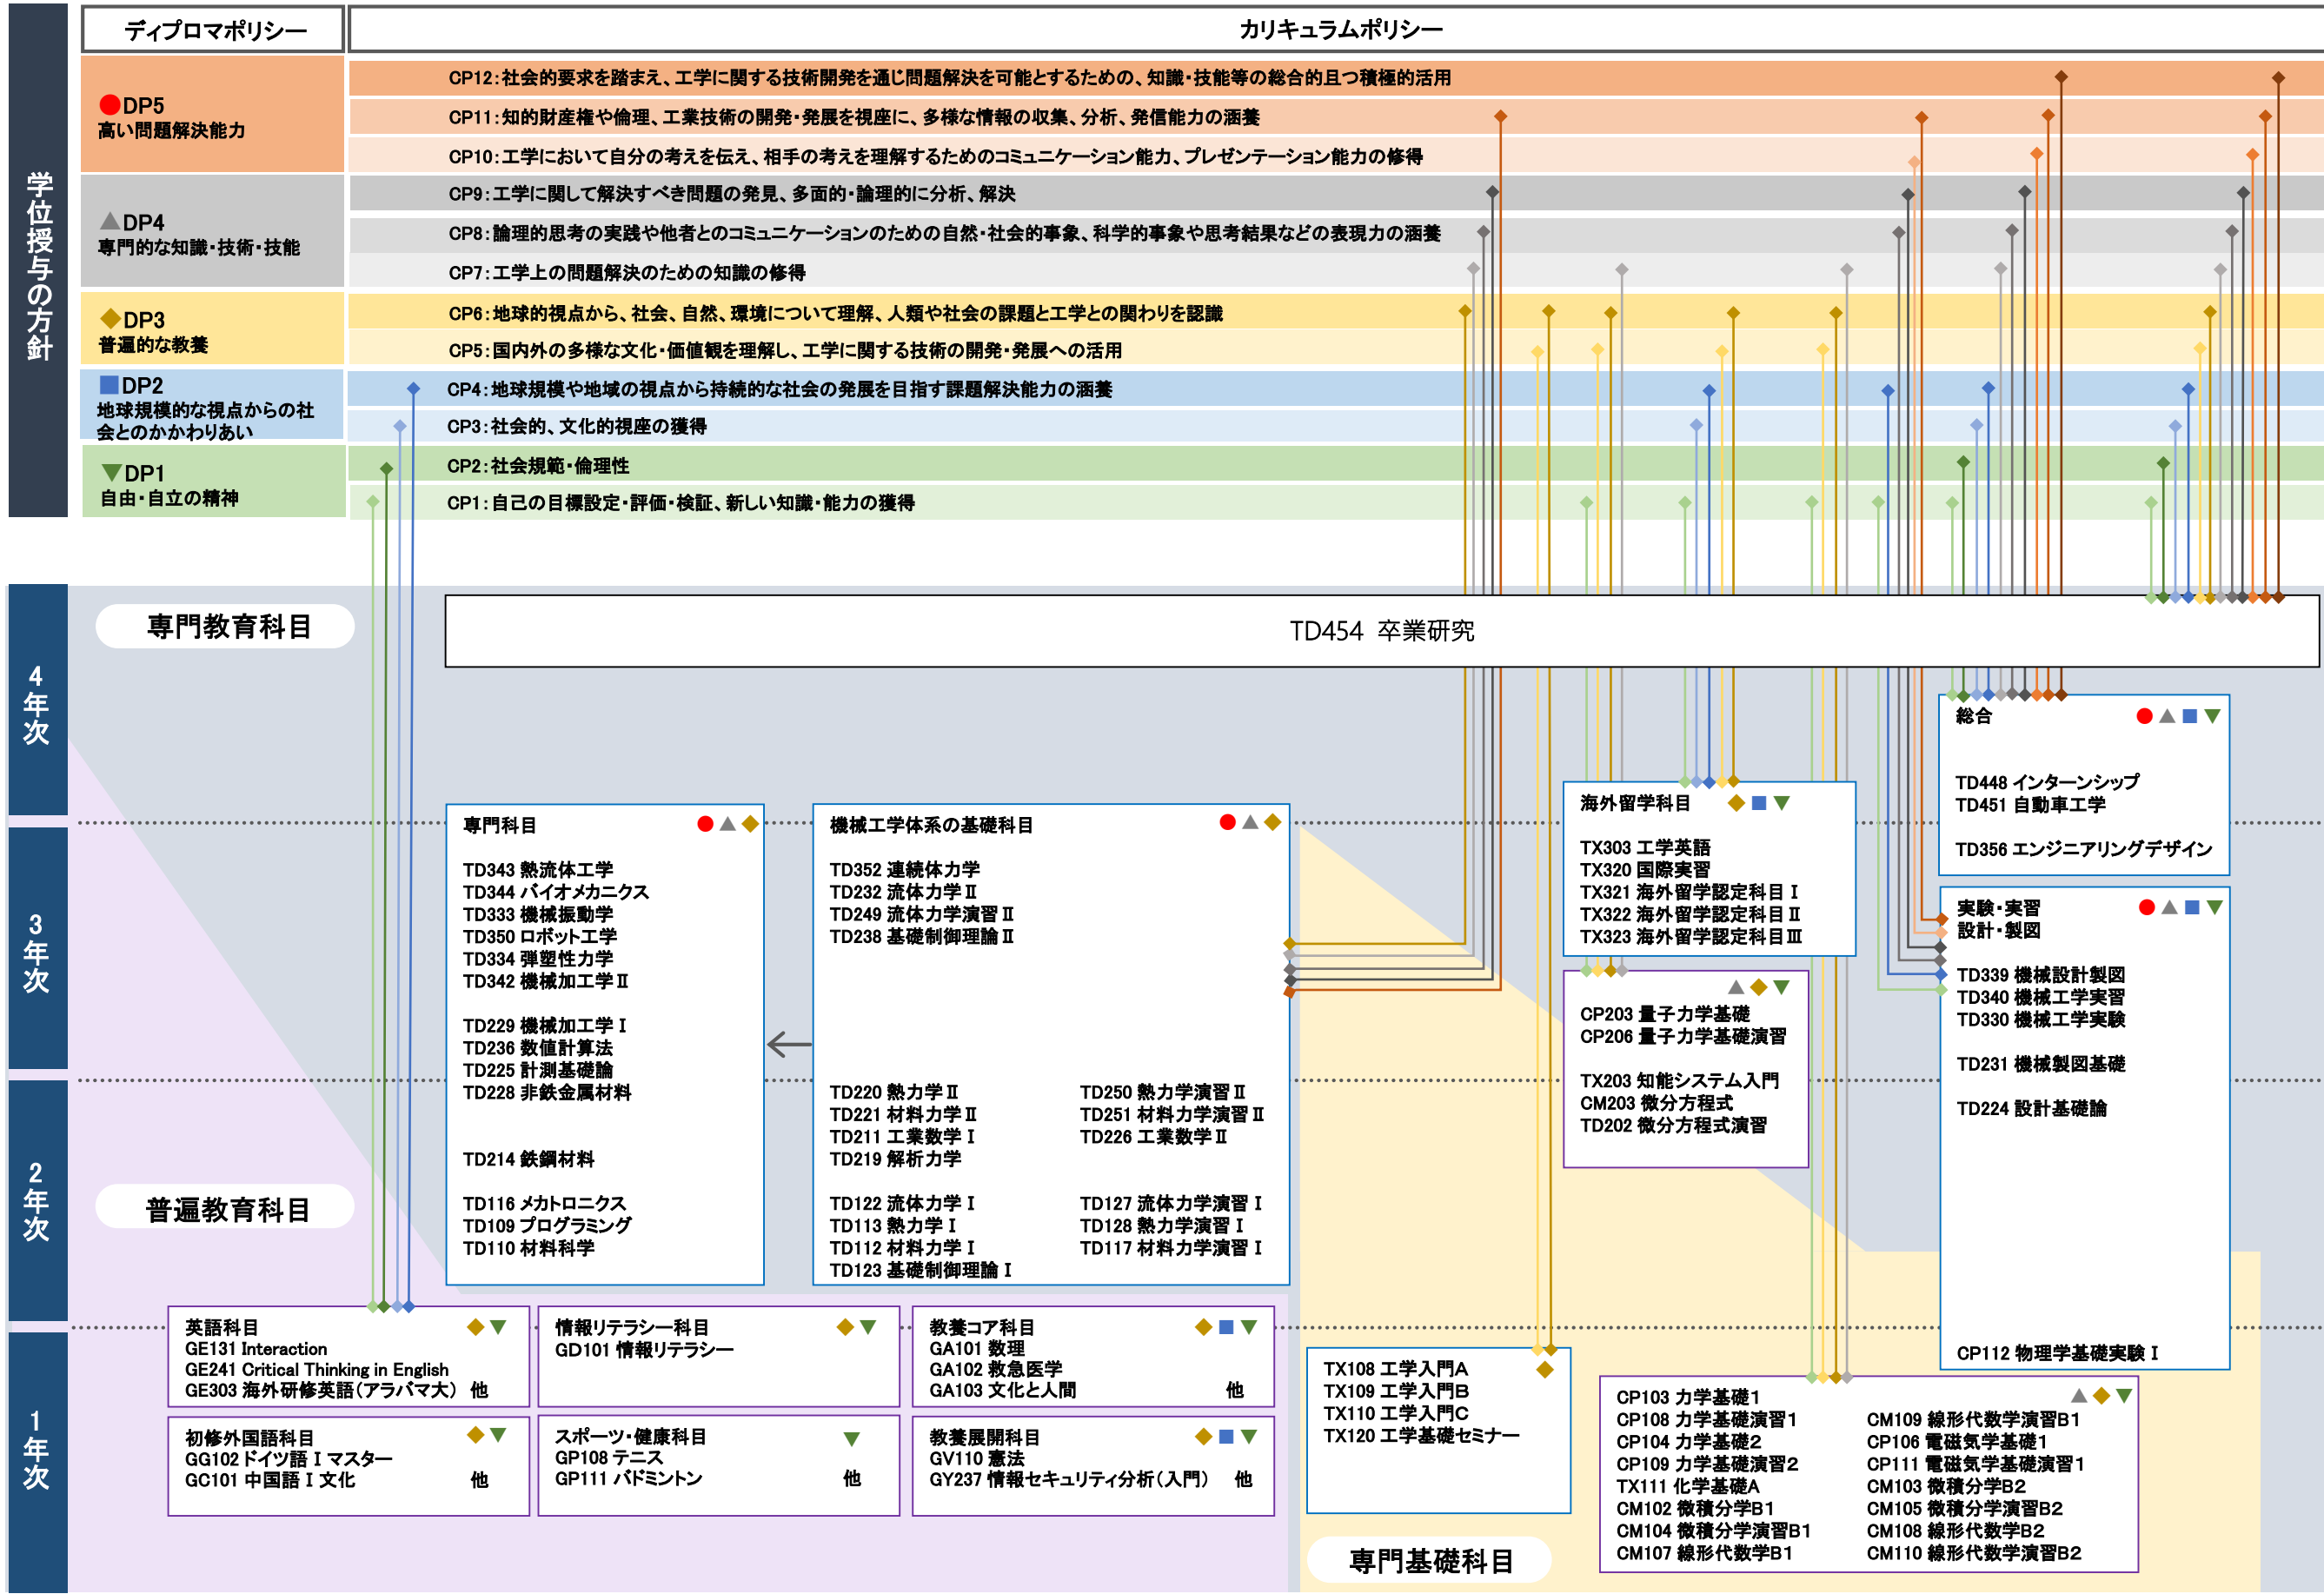 学位授与の方針
ディプロマポリシー
カリキュラムポリシー
DP5
高い問題解決能力
CP12：社会的要求を踏まえ、工学に関する技術開発を通じ問題解決を可能とするための、知識・技能等の総合的且つ積極的活用
CP11：知的財産権や倫理、工業技術の開発・発展を視座に、多様な情報の収集、分析、発信能力の涵養
CP10：工学において自分の考えを伝え、相手の考えを理解するためのコミュニケーション能力、プレゼンテーション能力の修得
DP4
専門的な知識・技術・技能
CP9：工学に関して解決すべき問題の発見、多面的・論理的に分析、解決
CP8：論理的思考の実践や他者とのコミュニケーションのための自然・社会的事象、科学的事象や思考結果などの表現力の涵養
CP7：工学上の問題解決のための知識の修得
DP3
普遍的な教養
CP6：地球的視点から、社会、自然、環境について理解、人類や社会の課題と工学との関わりを認識
CP5：国内外の多様な文化・価値観を理解し、工学に関する技術の開発・発展への活用
DP2
地球規模的な視点からの社
会とのかかわりあい
CP4：地球規模や地域の視点から持続的な社会の発展を目指す課題解決能力の涵養
CP3：社会的、文化的視座の獲得
DP1
自由・自立の精神
CP2：社会規範・倫理性
CP1：自己の目標設定・評価・検証、新しい知識・能力の獲得
4年次
3年次
2年次
1年次
専門教育科目
TD454 卒業研究
専門科目
TD343 熱流体工学
TD344 バイオメカニクス
TD333 機械振動学
TD350 ロボット工学
TD334 弾塑性力学
TD342 機械加工学Ⅱ
TD229 機械加工学Ⅰ
TD236 数値計算法
TD225 計測基礎論
TD228 非鉄金属材料
TD214 鉄鋼材料
TD116 メカトロニクス
TD109 プログラミング
TD110 材料科学
機械工学体系の基礎科目
TD352 連続体力学
TD232 流体力学Ⅱ
TD249 流体力学演習Ⅱ
TD238 基礎制御理論Ⅱ
TD220 熱力学Ⅱ
TD221 材料力学Ⅱ
TD211 工業数学Ⅰ
TD219 解析力学
TD122 流体力学Ⅰ
TD113 熱力学Ⅰ
TD112 材料力学Ⅰ
TD123 基礎制御理論Ⅰ
TD250 熱力学演習Ⅱ
TD251 材料力学演習Ⅱ
TD226 工業数学Ⅱ
TD127 流体力学演習Ⅰ
TD128 熱力学演習Ⅰ
TD117 材料力学演習Ⅰ
海外留学科目
TX303 工学英語
TX320 国際実習
TX321 海外留学認定科目Ⅰ
TX322 海外留学認定科目Ⅱ
TX323 海外留学認定科目Ⅲ
CP203 量子力学基礎
CP206 量子力学基礎演習
TX203 知能システム入門
CM203 微分方程式
TD202 微分方程式演習
総合
TD448 インターンシップ
TD451 自動車工学
TD356 エンジニアリングデザイン
実験・実習
設計・製図
TD339 機械設計製図
TD340 機械工学実習
TD330 機械工学実験
TD231 機械製図基礎
TD224 設計基礎論
CP112 物理学基礎実験Ⅰ
普遍教育科目
英語科目
GE131 Interaction
GE241 Critical Thinking in English
GE303 海外研修英語（アラバマ大） 他
情報リテラシー科目
GD101 情報リテラシー
教養コア科目
GA101 数理
GA102 救急医学
GA103 文化と人間 他
初修外国語科目
GG102ドイツ語Ⅰマスター
GC101 中国語Ⅰ文化 他
スポーツ・健康科目
GP108 テニス
GP111 バドミントン 他
教養展開科目
GV110 憲法
GY237 情報セキュリティ分析（入門） 他
TX108 工学入門A
TX109 工学入門B
TX110 工学入門C
TX120 工学基礎セミナー
専門基礎科目
CP103 力学基礎1
CP108 力学基礎演習1
CP104 力学基礎2
CP109 力学基礎演習2
TX111 化学基礎A
CM102 微積分学B1
CM104 微積分学演習B1
CM107 線形代数学B1
CM109 線形代数学演習B1
CP106 電磁気学基礎1
CP111 電磁気学基礎演習1
CM103 微積分学B2
CM105 微積分学演習B2
CM108 線形代数学B2
CM110 線形代数学演習B2